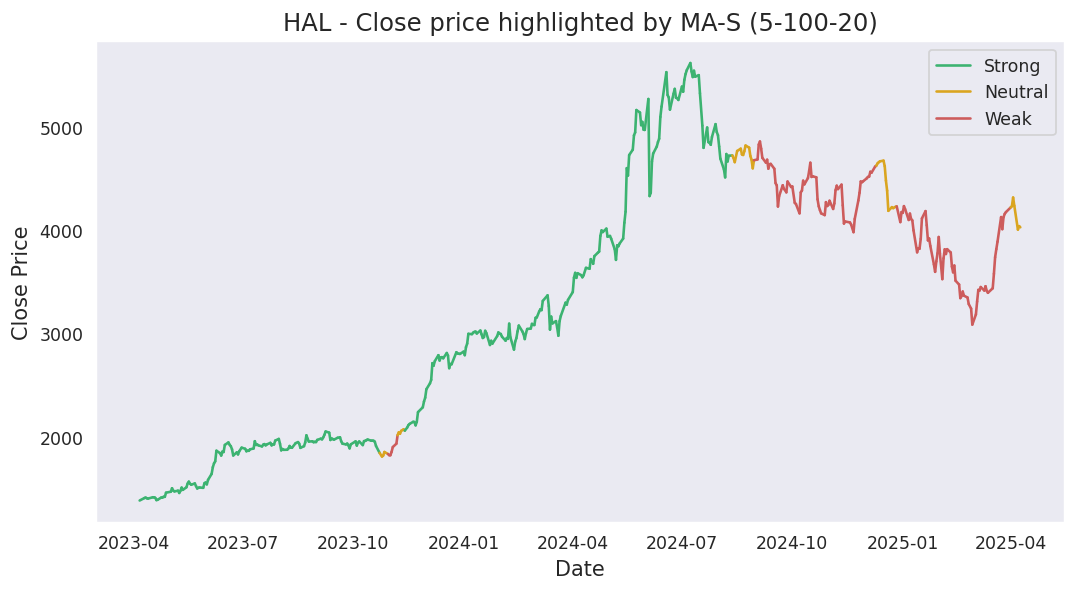 HAL - Close price highlighted by MA-S (5-100-20)
Strong
Neutral
Weak
Close Price
5000
4000
3000
2000
2023-04 2023-07 2023-10 2024-01 2024-04 2024-07 2024-10 2025-01 2025-04
Date